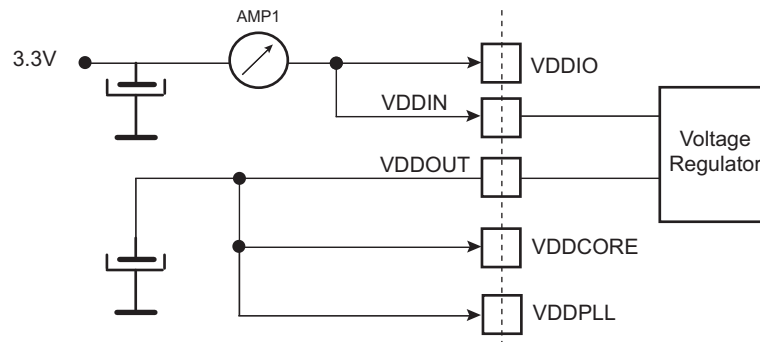 AMP1
3.3V
VDDIO
VDDIN
Voltage
Regulator
VDDOUT
VDDCORE
VDDPLL